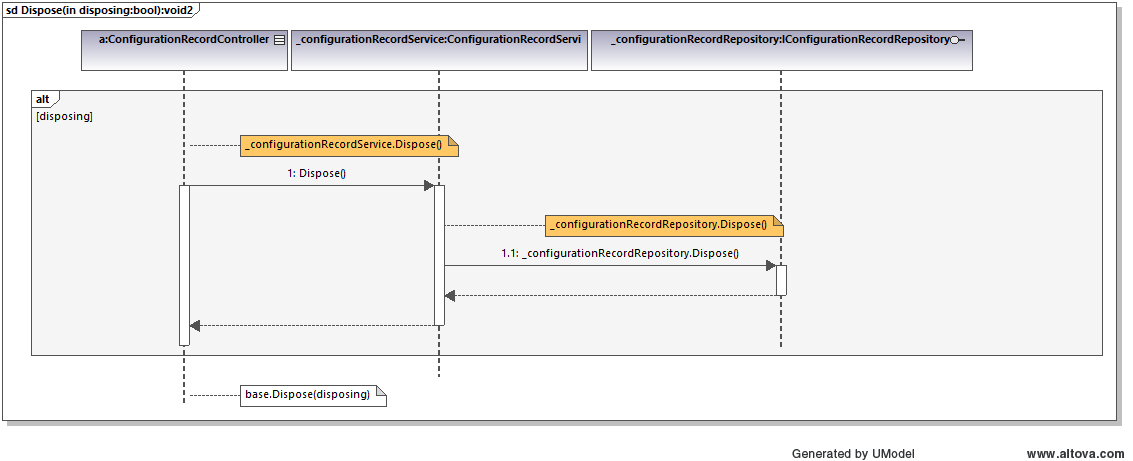 sd Dispose(in disposing:bool):void2
a:ConfigurationRecordController
_configurationRecordService:ConfigurationRecordServi
_configurationRecordRepository:IConfigurationRecordRepository
alt
[disposing]
_configurationRecordService.Dispose()
1: Dispose()
_configurationRecordRepository.Dispose()
1.1: _configurationRecordRepository.Dispose()
base.Dispose(disposing)
Generated by UModel
www.altova.com